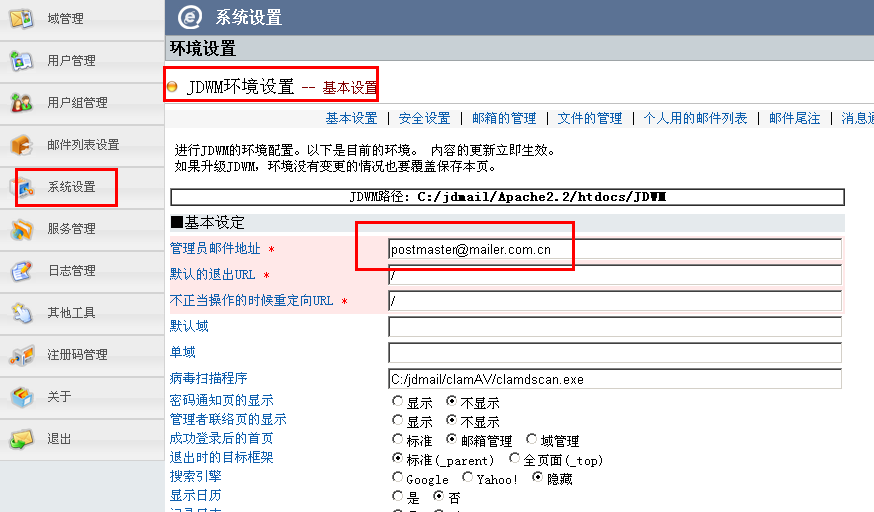 域管理
用户管理
用户组管理
邮件列表设置
系统设置
服务管理
日志管理
其他工具
注册码管理
关于
退出
系统设置
环境设置
JDWM环境设置 -- 基本设置
基本设置 | 安全设置 | 邮箱的管理 | 文件的管理 | 个人用的邮件列表 | 邮件尾注 | 消息通
进行JDWM的环境配置。以下是目前的环境。 内容的更新立即生效。
如果升级JDWM，环境没有变更的情况也要覆盖保存本页。
JDWM路径: C:/jdmail/Apache2.2/htdocs/JDWM
■基本设定
管理员邮件地址 * postmaster@mailer.com.cn
默认的退出URL * /
不正当操作的时候重定向URL * /
默认域
单域
病毒扫描程序 C:/jdmail/clamAV/clamdscan.exe
密码通知页的显示 显示 不显示
管理者联络页的显示 显示 不显示
成功登录后的首页 标准 邮箱管理 域管理
退出时的目标框架 标准(_parent) 全页面(_top)
搜索引擎 Google Yahoo! 隐藏
显示日历 是 否